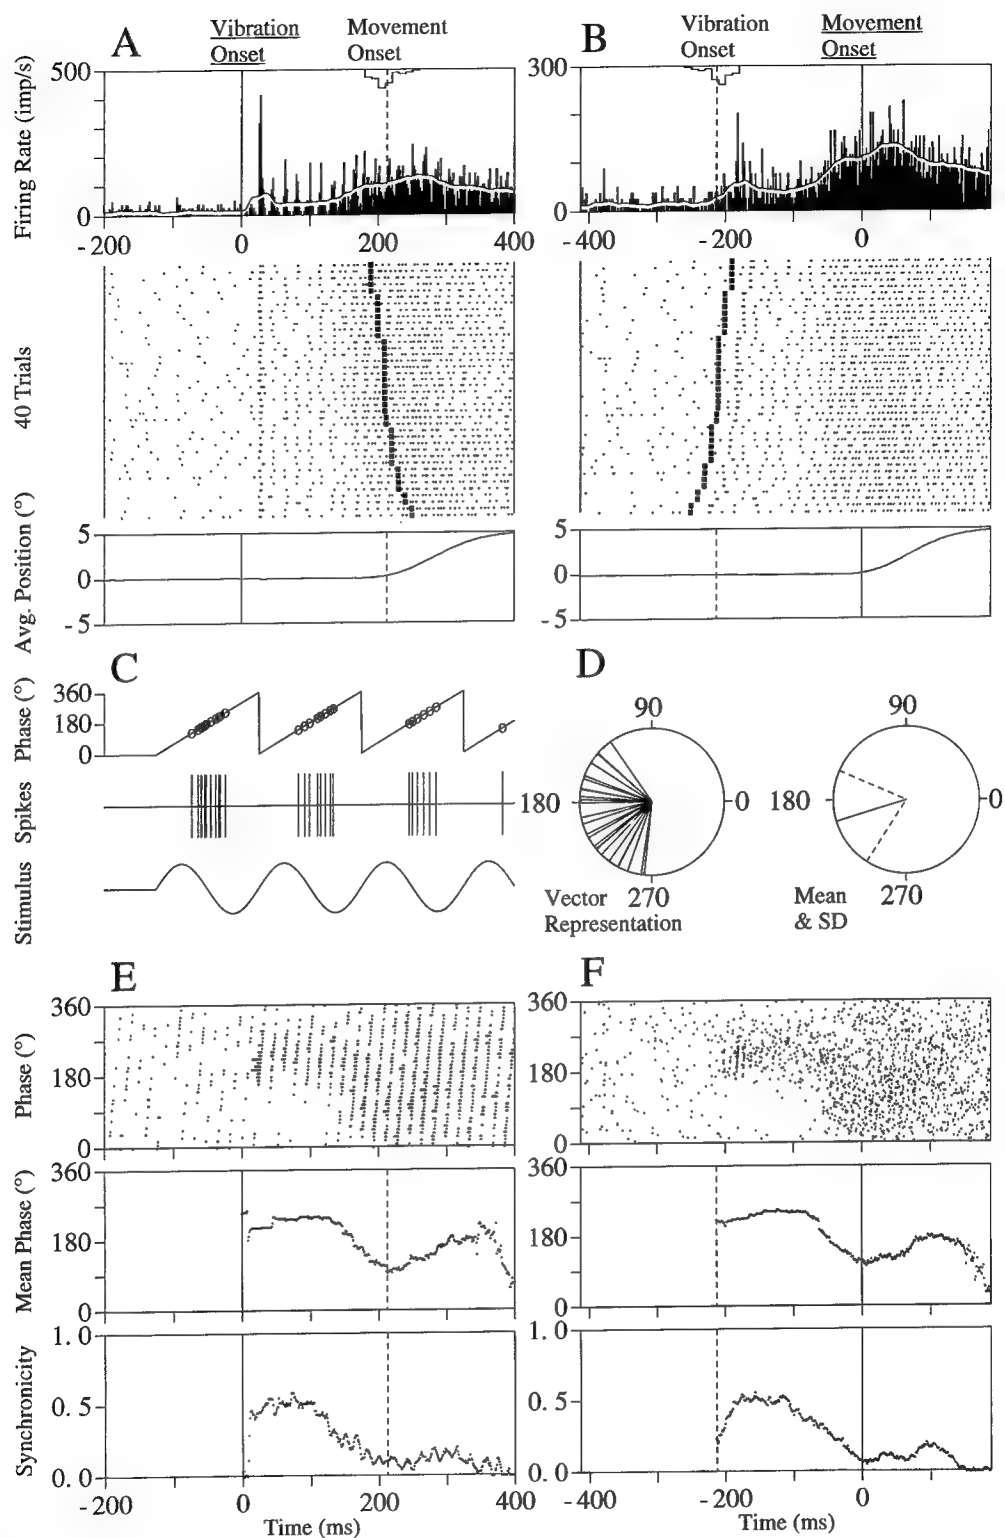 A
Vibration
Onset
Movement
Onset
B
Vibration
Onset
Movement
Onset
Firing Rate (imp/s)
500
0
-200
0
200
400
300
0
-400
-200
0
40 Trials
Avg. Position (°)
5
0
-5
5
0
-5
C
Phase (°)
360
180
0
Spikes
Stimulus
D
90
180
0
270
Vector
Representation
90
180
0
270
Mean
& SD
E
Phase (°)
360
180
0
F
360
180
0
Mean Phase (°)
360
180
0
360
180
0
Synchronicity
1.0
0.5
0.0
-200
0
200
400
Time (ms)
1.0
0.5
0.0
-400
-200
0
Time (ms)